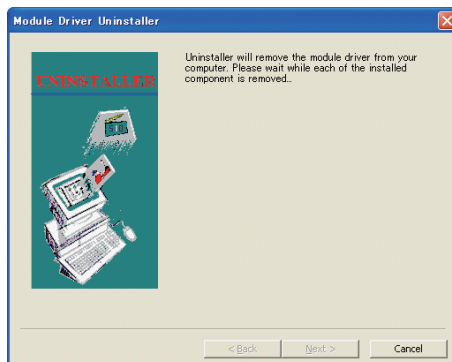 Module Driver Uninstaller
UNINSTALLER
Uninstaller will remove the module driver from your
computer. Please wait while each of the installed
component is removed...
< Back
Next >
Cancel